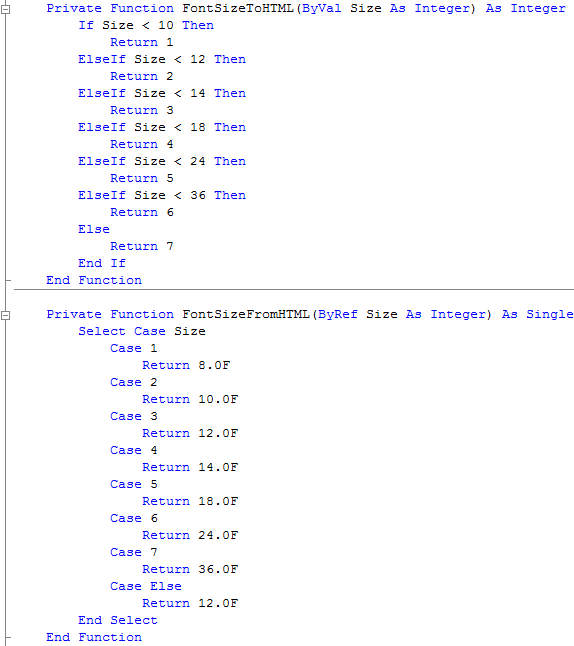 Private Function FontSizeToHTML(ByVal Size As Integer) As Integer
    If Size < 10 Then
        Return 1
    ElseIf Size < 12 Then
        Return 2
    ElseIf Size < 14 Then
        Return 3
    ElseIf Size < 18 Then
        Return 4
    ElseIf Size < 24 Then
        Return 5
    ElseIf Size < 36 Then
        Return 6
    Else
        Return 7
    End If
End Function
Private Function FontSizeFromHTML(ByRef Size As Integer) As Single
    Select Case Size
        Case 1
            Return 8.0F
        Case 2
            Return 10.0F
        Case 3
            Return 12.0F
        Case 4
            Return 14.0F
        Case 5
            Return 18.0F
        Case 6
            Return 24.0F
        Case 7
            Return 36.0F
        Case Else
            Return 12.0F
    End Select
End Function